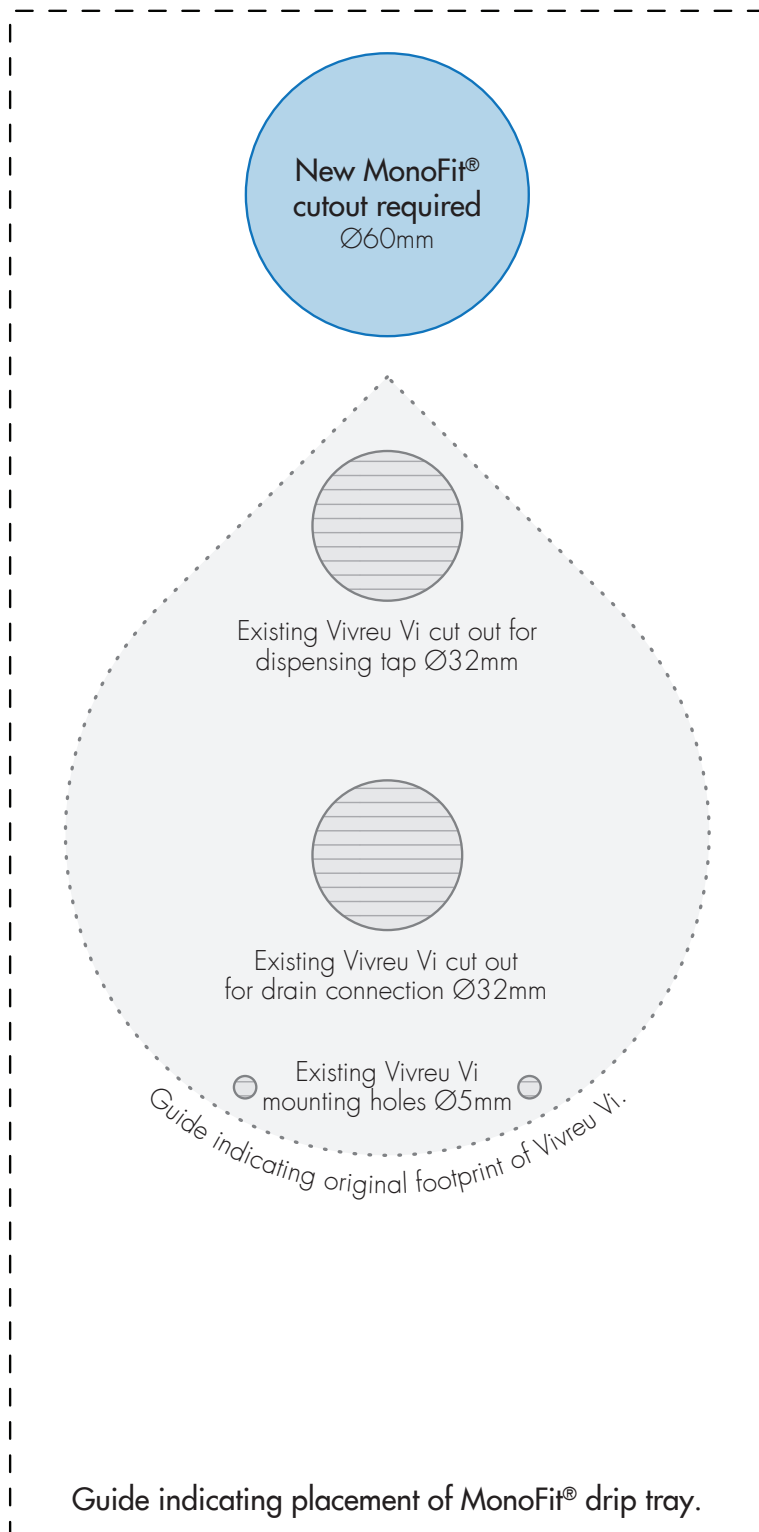 New MonoFit®
cutout required
Ø60mm
Existing Vivreu Vi cut out for
dispensing tap Ø32mm
Existing Vivreu Vi cut out
for drain connection Ø32mm
Existing Vivreu Vi
mounting holes Ø5mm
Guide indicating original footprint of Vivreu Vi.
Guide indicating placement of MonoFit® drip tray.